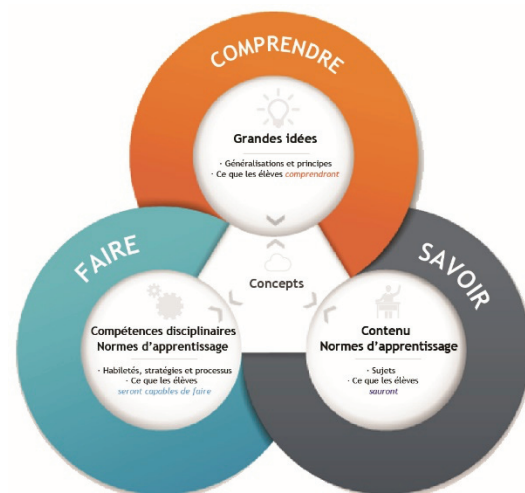 COMPRENDRE
Grandes idées
· Généralisations et principes
· Ce que les élèves comprendront
Concepts
FAIRE
Compétences disciplinaires
Normes d'apprentissage
· Habiletés, stratégies et processus
· Ce que les élèves
seront capables de faire
SAVOIR
Contenu
Normes d'apprentissage
· Sujets
· Ce que les élèves
sauront